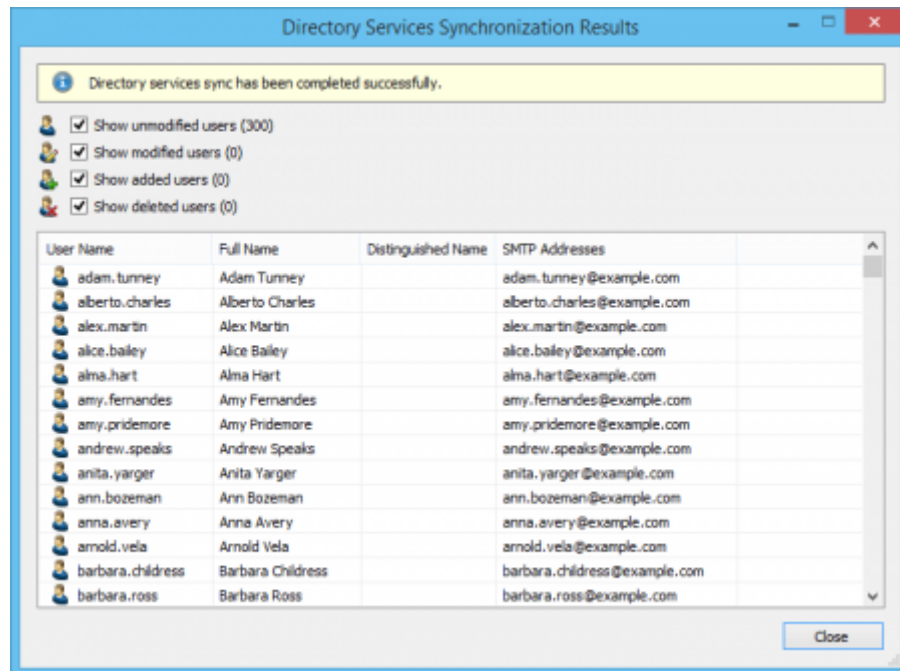 Directory Services Synchronization Results
Directory services sync has been completed successfully.
Show unmodified users (300)
Show modified users (0)
Show added users (0)
Show deleted users (0)
User Name Full Name Distinguished Name SMTP Addresses
adam.tunney Adam Tunney adam.tunney@example.com
alberto.charles Alberto Charles alberto.charles@example.com
alex.martin Alex Martin alex.martin@example.com
alice.bailey Alice Bailey alice.bailey@example.com
alma.hart Alma Hart alma.hart@example.com
amy.fernandes Amy Fernandes amy.fernandes@example.com
amy.pridemore Amy Pridemore amy.pridemore@example.com
andrew.speaks Andrew Speaks andrew.speaks@example.com
anita.yarger Anita Yarger anita.yarger@example.com
ann.bozeman Ann Bozeman ann.bozeman@example.com
anna.avery Anna Avery anna.avery@example.com
arnold.vela Arnold Vela arnold.vela@example.com
barbara.childress Barbara Childress barbara.childress@example.com
barbara.ross Barbara Ross barbara.ross@example.com
Close